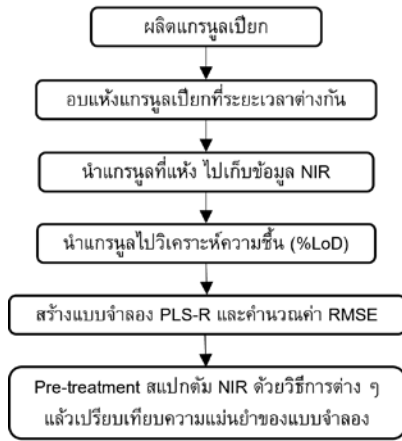 ผลิตแกรนูลเปียก
อบแห้งแกรนูลเปียกที่ระยะเวลาต่างกัน
นำแกรนูลที่แห้ง ไปเก็บข้อมูล NIR
นำแกรนูลไปวิเคราะห์ความชื้น (%LoD)
สร้างแบบจำลอง PLS-R และคำนวณค่า RMSE
Pre-treatment สเปกตัม NIR ด้วยวิธีการต่าง ๆ
แล้วเปรียบเทียบความแม่นยำของแบบจำลอง